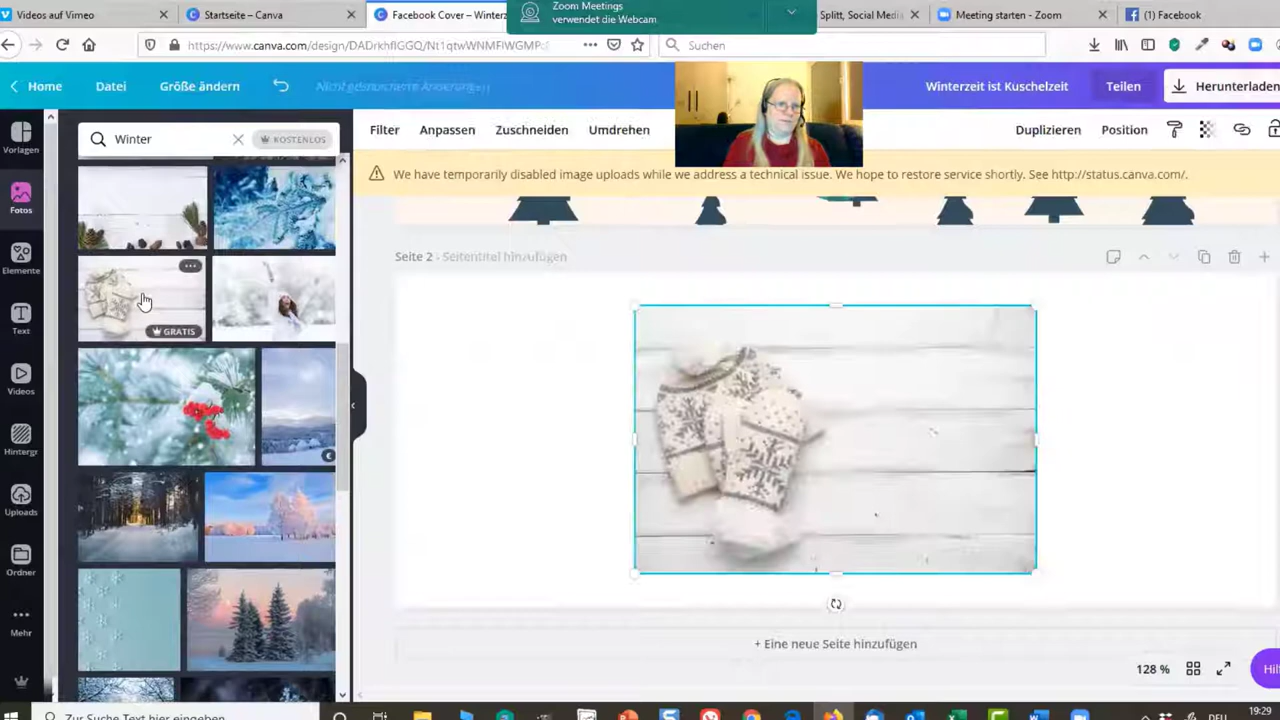 Videos auf Vimeo
Startseite – Canva
Facebook Cover – Winterz
Zoom Meetings
verwendet die Webcam
Splitt, Social Media
Meeting starten - Zoom
(1) Facebook
https://www.canva.com/design/DADrkhfIGGQ/Nt1qtwWNMFiWGMP
Suchen
Home
Datei
Größe ändern
Winterzeit ist Kuschelzeit
Teilen
Herunterladen
Vorlagen
Winter
KOSTENLOS
Filter
Anpassen
Zuschneiden
Umdrehen
Duplizieren
Position
We have temporarily disabled image uploads while we address a technical issue. We hope to restore service shortly. See http://status.canva.com/.
Fotos
Elemente
Text
Videos
Hintergr
Uploads
Ordner
Mehr
GRATIS
€
Seite 2 - Seitentitel hinzufügen
+ Eine neue Seite hinzufügen
128 %
Hil
Zur Suche Text hier eingeben
DEU
19:29